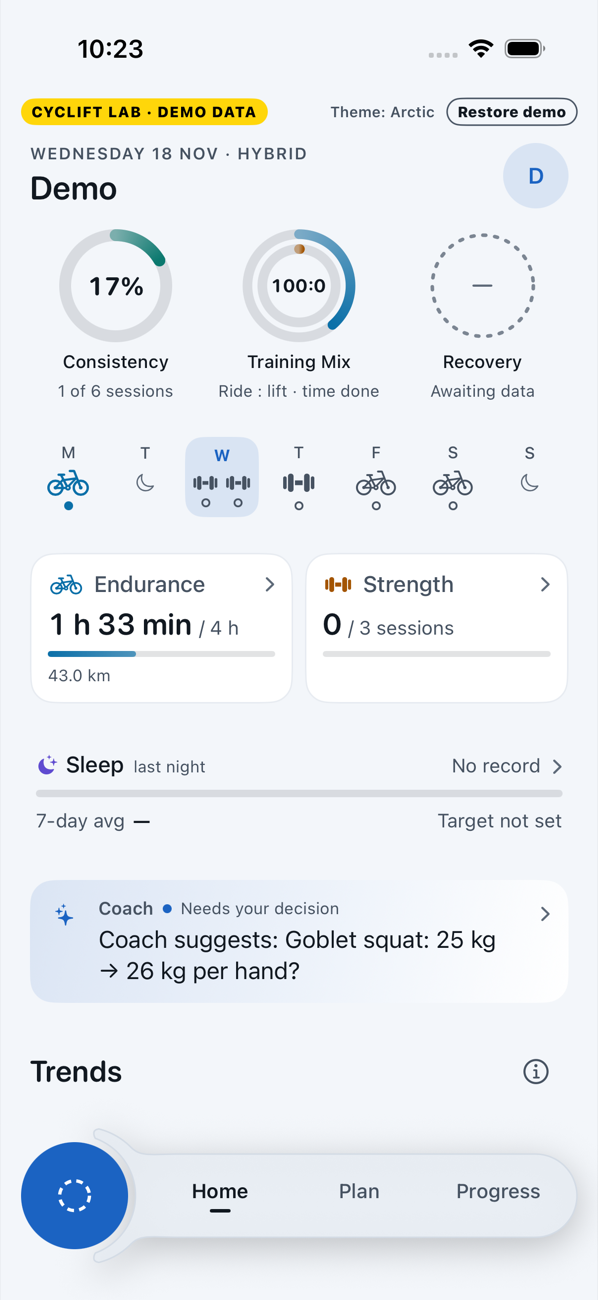 10:23
CYCLIFT LAB · DEMO DATA
Theme: Arctic
Restore demo
WEDNESDAY 18 NOV · HYBRID
Demo
D
17%
100:0
—
Consistency
Training Mix
Recovery
1 of 6 sessions
Ride : lift · time done
Awaiting data
M T W T F S S
Endurance
1 h 33 min / 4 h
43.0 km
Strength
0 / 3 sessions
Sleep last night
No record
7-day avg —
Target not set
Coach • Needs your decision
Coach suggests: Goblet squat: 25 kg
→ 26 kg per hand?
Trends
Home
Plan
Progress